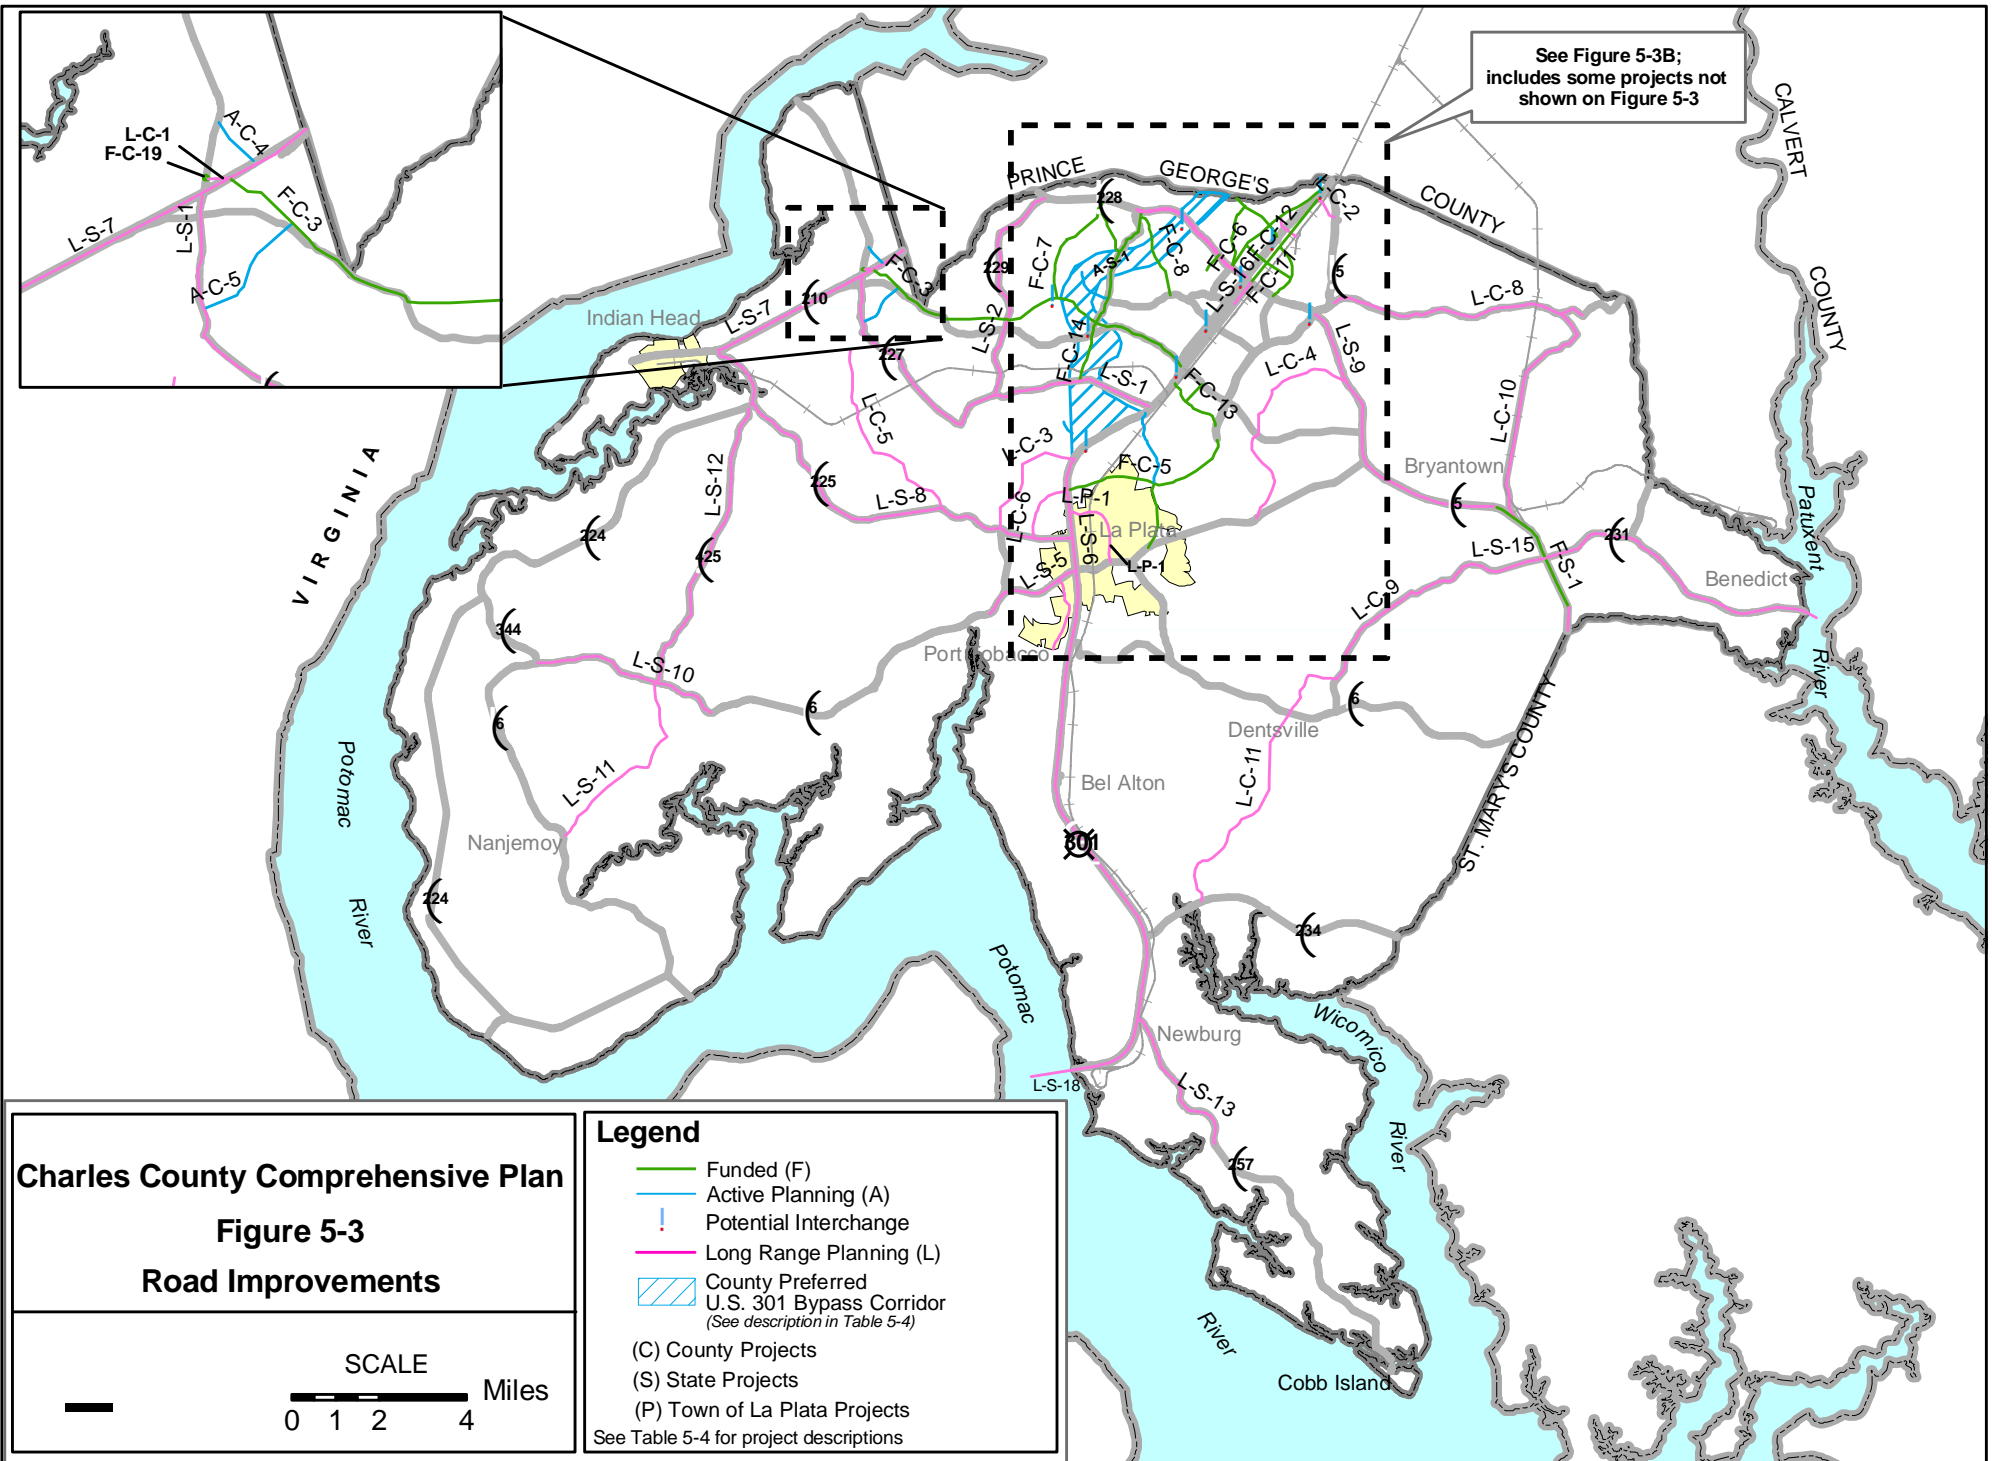 L-C-1
F-C-19
A-C-4
F-C-3
L-S-7
L-S-1
A-C-5
See Figure 5-3B;
includes some projects not
shown on Figure 5-3
CALVERT
COUNTY
PRINCE
GEORGE'S
COUNTY
228
F-C-2
F-C-12
F-C-6
F-C-8
F-C-7
A-S-1
229
5
F-C-3
210
L-S-16
F-C-11
L-C-8
Indian Head
L-S-7
L-S-2
F-C-14
L-S-9
227
L-C-4
L-S-1
F-C-13
L-C-10
L-C-5
L-C-3
VIRGINIA
L-S-12
F-C-5
Bryantown
225
L-S-8
L-P-1
5
Patuxent
River
L-C-6
L-S-6
La Plata
224
425
231
L-S-15
F-S-1
L-S-5
L-P-1
Benedict
L-C-9
344
Port Tobacco
L-S-10
6
6
6
Dentsville
ST. MARY'S COUNTY
Potomac
River
L-S-11
Bel Alton
L-C-11
Nanjemoy
301
224
234
Potomac
River
Wicomico
River
Newburg
L-S-18
L-S-13
257
Cobb Island
Charles County Comprehensive Plan
Figure 5-3
Road Improvements
SCALE
Miles
0 1 2 4
Legend
Funded (F)
Active Planning (A)
Potential Interchange
Long Range Planning (L)
County Preferred
U.S. 301 Bypass Corridor
(See description in Table 5-4)
(C) County Projects
(S) State Projects
(P) Town of La Plata Projects
See Table 5-4 for project descriptions